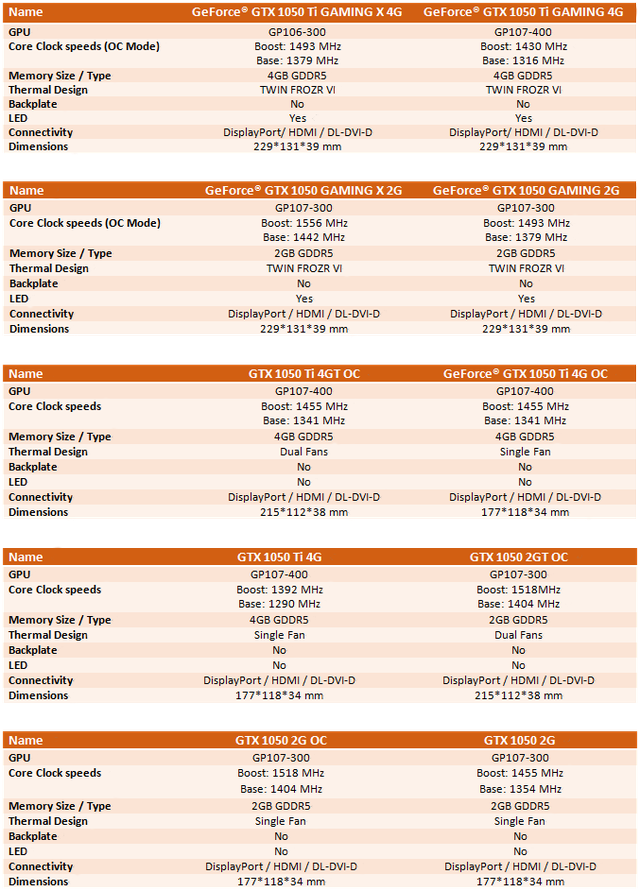 Name GeForce® GTX 1050 Ti GAMING X 4G GeForce® GTX 1050 Ti GAMING 4G
GPU GP106-300 GP107-400
Core Clock speeds (OC Mode) Boost: 1493 MHz Boost: 1430 MHz
Base: 1379 MHz Base: 1316 MHz
Memory Size / Type 4GB GDDR5 4GB GDDR5
Thermal Design TWIN FROZR VI TWIN FROZR VI
Backplate No No
LED Yes Yes
Connectivity DisplayPort/ HDMI / DL-DVI-D DisplayPort/ HDMI / DL-DVI-D
Dimensions 229*131*39 mm 229*131*39 mm
Name GeForce® GTX 1050 GAMING X 2G GeForce® GTX 1050 GAMING 2G
GPU GP107-300 GP107-300
Core Clock speeds (OC Mode) Boost: 1556 MHz Boost: 1493 MHz
Base: 1442 MHz Base: 1379 MHz
Memory Size / Type 2GB GDDR5 2GB GDDR5
Thermal Design TWIN FROZR VI TWIN FROZR VI
Backplate No No
LED Yes Yes
Connectivity DisplayPort / HDMI / DL-DVI-D DisplayPort / HDMI / DL-DVI-D
Dimensions 229*131*39 mm 229*131*39 mm
Name GTX 1050 Ti 4GT OC GeForce® GTX 1050 Ti 4G OC
GPU GP107-400 GP107-400
Core Clock speeds Boost: 1455 MHz Boost: 1455 MHz
Base: 1341 MHz Base: 1341 MHz
Memory Size / Type 4GB GDDR5 4GB GDDR5
Thermal Design Dual Fans Single Fan
Backplate No No
LED No No
Connectivity DisplayPort / HDMI / DL-DVI-D DisplayPort / HDMI / DL-DVI-D
Dimensions 215*112*38 mm 177*118*34 mm
Name GTX 1050 Ti 4G GTX 1050 2GT OC
GPU GP107-400 GP107-300
Core Clock speeds Boost: 1392 MHz Boost: 1518MHz
Base: 1290 MHz Base: 1404 MHz
Memory Size / Type 4GB GDDR5 2GB GDDR5
Thermal Design Single Fan Dual Fans
Backplate No No
LED No No
Connectivity DisplayPort / HDMI / DL-DVI-D DisplayPort / HDMI / DL-DVI-D
Dimensions 177*118*34 mm 215*112*38 mm
Name GTX 1050 2G OC GTX 1050 2G
GPU GP107-300 GP107-300
Core Clock speeds Boost: 1518 MHz Boost: 1455 MHz
Base: 1404 MHz Base: 1354 MHz
Memory Size / Type 2GB GDDR5 2GB GDDR5
Thermal Design Single Fan Single Fan
Backplate No No
LED No No
Connectivity DisplayPort / HDMI / DL-DVI-D DisplayPort / HDMI / DL-DVI-D
Dimensions 177*118*34 mm 177*118*34 mm